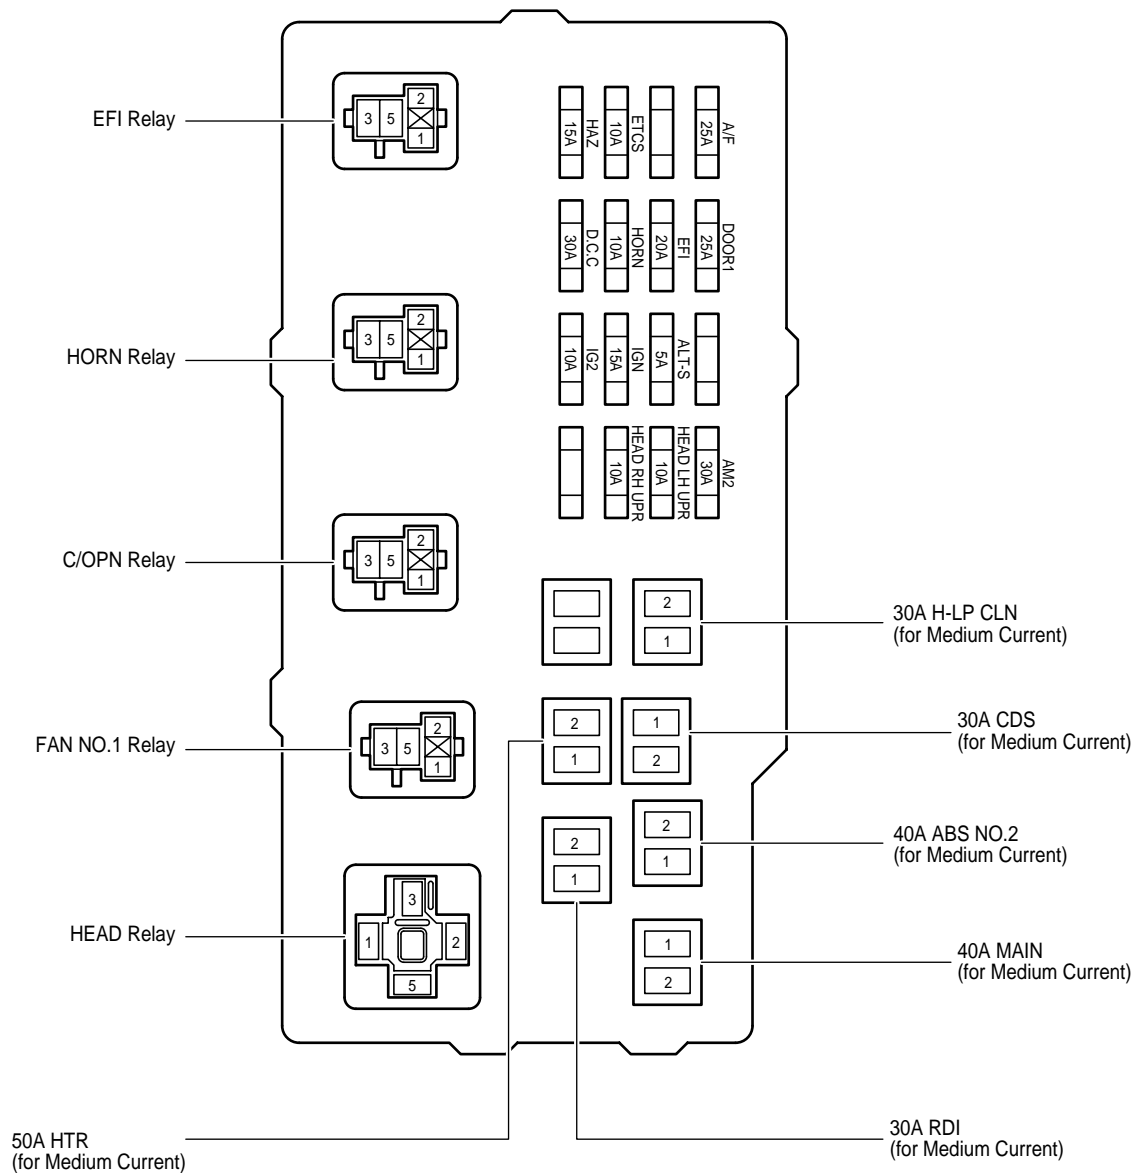 EFI Relay
3 5 2 1
15A HAZ 10A ETCS 25A A/F
30A D.C.C 10A HORN 20A EFI 25A DOOR1
HORN Relay
3 5 2 1
10A IG2 15A IGN 5A ALT-S
10A HEAD RH UPR 10A HEAD LH UPR 30A AM2
C/OPN Relay
3 5 2 1
2
1
30A H-LP CLN
(for Medium Current)
FAN NO.1 Relay
3 5 2 1
2
1
1
2
30A CDS
(for Medium Current)
2
1
40A ABS NO.2
(for Medium Current)
2
1
HEAD Relay
3
1 2
5
1
2
40A MAIN
(for Medium Current)
50A HTR
(for Medium Current)
30A RDI
(for Medium Current)